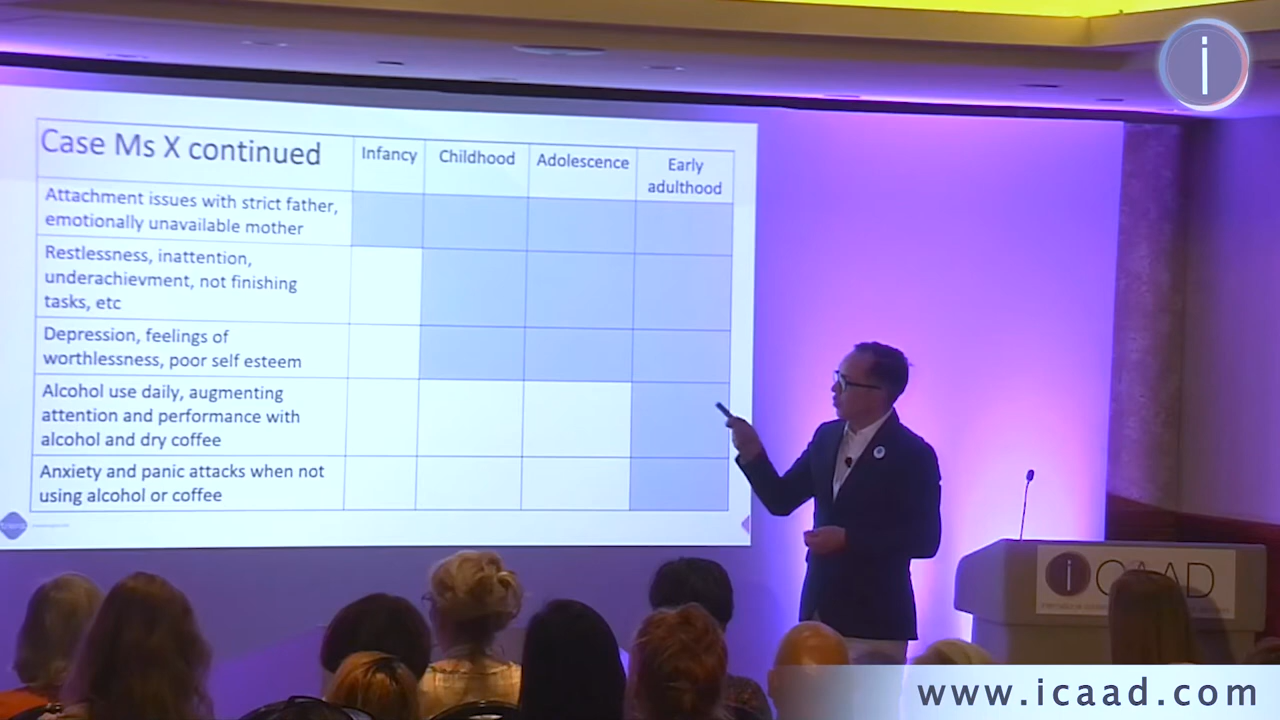 i
Case Ms X continued
Infancy
Childhood
Adolescence
Early
adulthood
Attachment issues with strict father,
emotionally unavailable mother
Restlessness, inattention,
underachievment, not finishing
tasks, etc
Depression, feelings of
worthlessness, poor self esteem
Alcohol use daily, augmenting
attention and performance with
alcohol and dry coffee
Anxiety and panic attacks when not
using alcohol or coffee
iCAAD
international
www.icaad.com